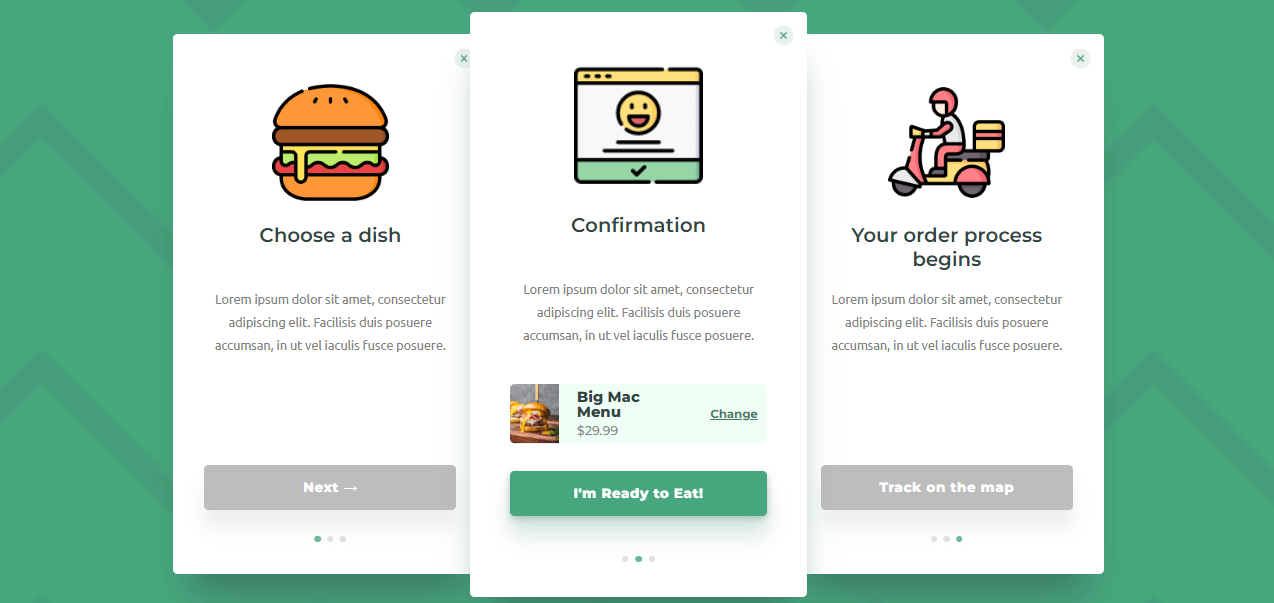 Choose a dish
Lorem ipsum dolor sit amet, consectetur
adipiscing elit. Facilisis duis posuere
accumsan, in ut vel iaculis fusce posuere.
Next →
Confirmation
Lorem ipsum dolor sit amet, consectetur
adipiscing elit. Facilisis duis posuere
accumsan, in ut vel iaculis fusce posuere.
Big Mac
Menu
$29.99
Change
I'm Ready to Eat!
Your order process
begins
Lorem ipsum dolor sit amet, consectetur
adipiscing elit. Facilisis duis posuere
accumsan, in ut vel iaculis fusce posuere.
Track on the map